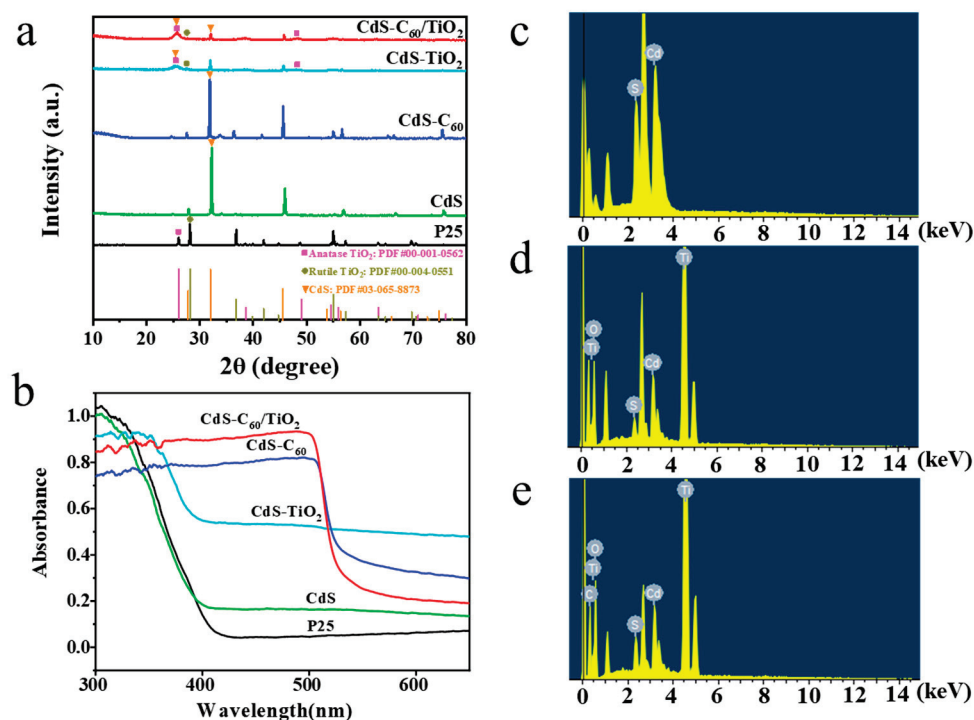 a
CdS-C60/TiO2
CdS-TiO2
CdS-C60
CdS
P25
Anatase TiO2: PDF#00-001-0562
Rutile TiO2: PDF#00-004-0551
CdS: PDF#03-065-8873
Intensity (a.u.)
10 20 30 40 50 60 70 80
2θ (degree)
b
CdS-C60/TiO2
CdS-C60
CdS-TiO2
CdS
P25
1.0
0.8
0.6
0.4
0.2
0.0
Absorbance
300 400 500 600
Wavelength(nm)
c
S
Cd
0 2 4 6 8 10 12 14 (keV)
d
Ti
O
Ti
Cd
S
0 2 4 6 8 10 12 14 (keV)
e
Ti
O
Ti
C
Cd
S
0 2 4 6 8 10 12 14 (keV)